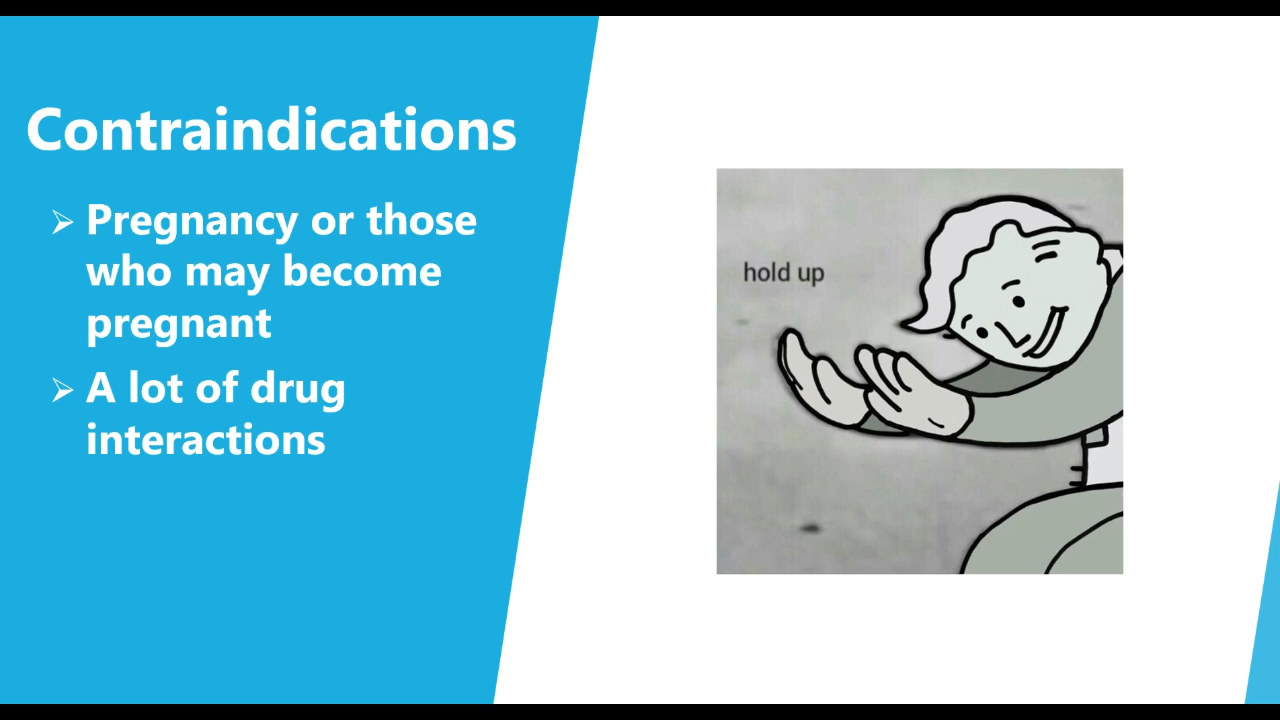 Contraindications
Pregnancy or those
who may become
pregnant
A lot of drug
interactions
hold up